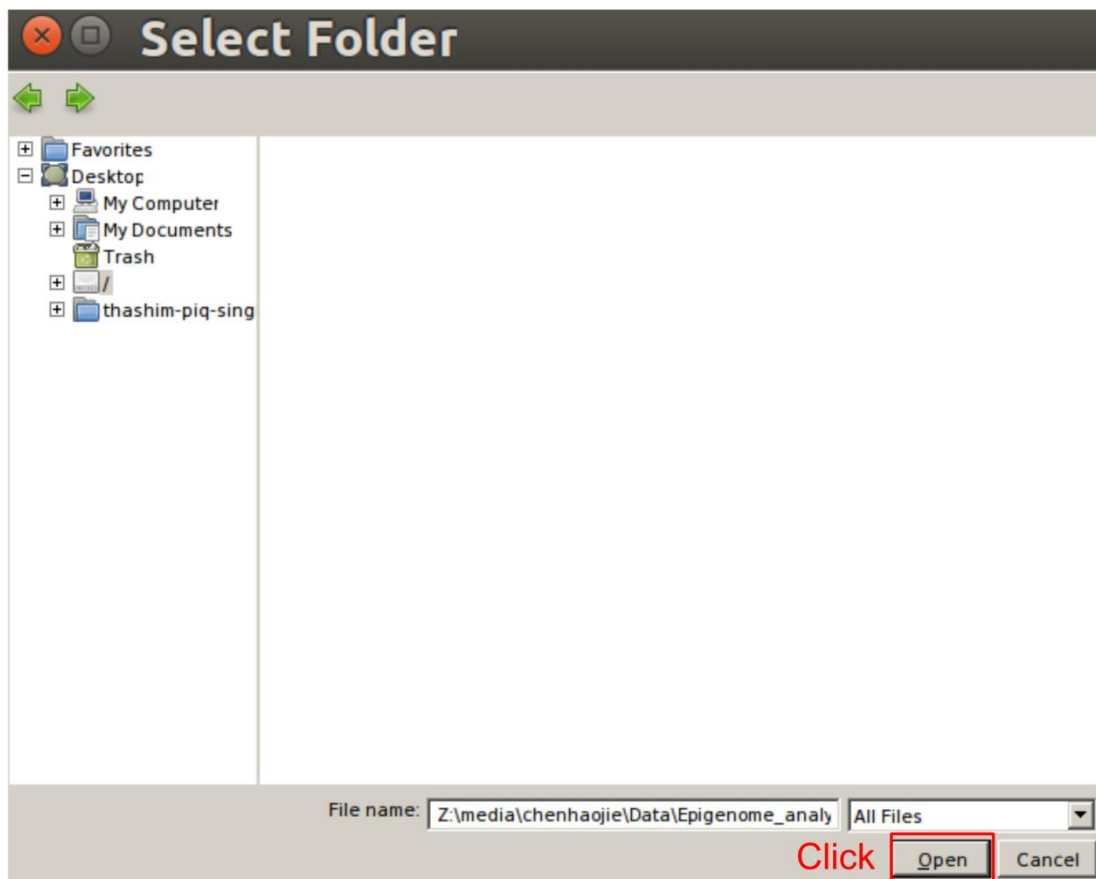 Select Folder
Favorites
Desktop
My Computer
My Documents
Trash
/
thashim-piq-sing
File name: Z:\media\chenhaojie\Data\Epigenome_analy All Files
Click Open Cancel